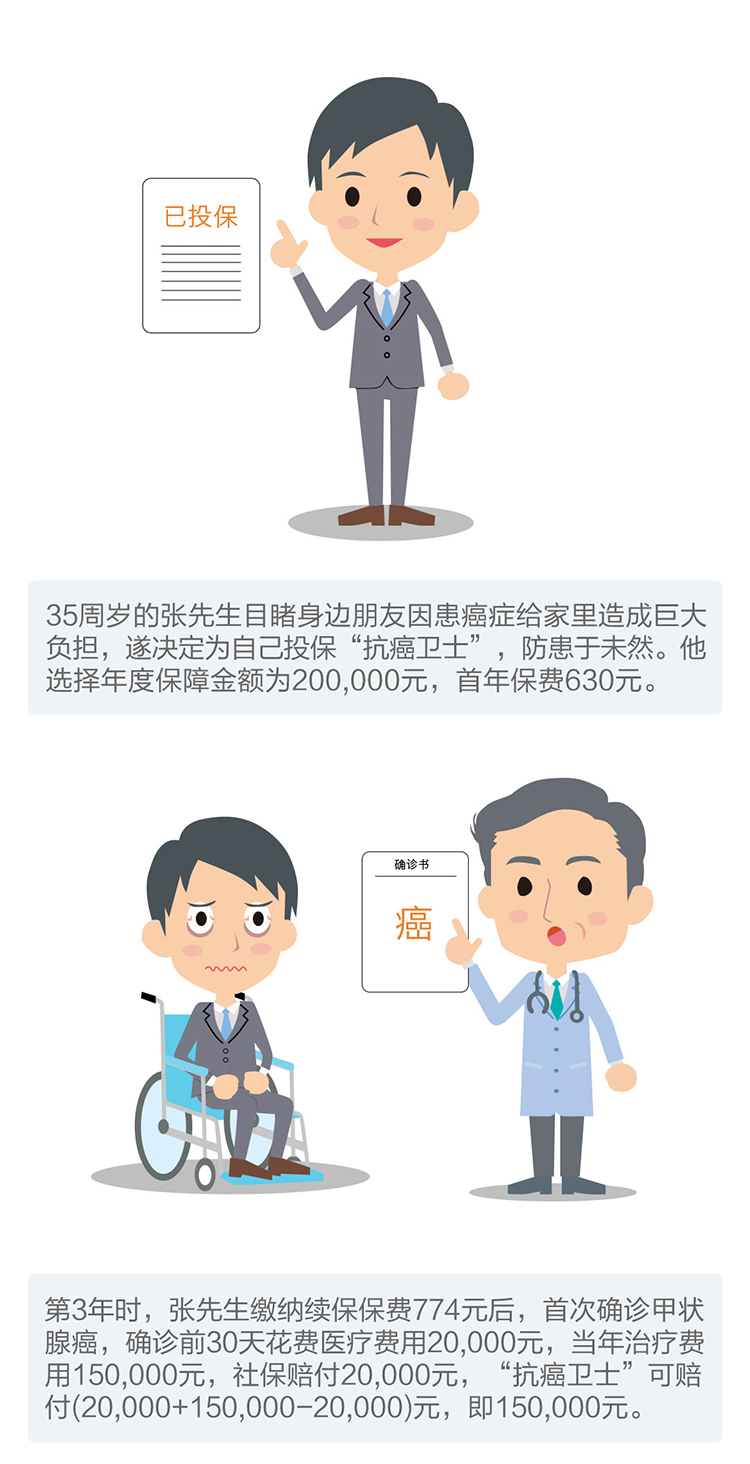 已投保
35周岁的张先生目睹身边朋友因患癌症给家里造成巨大
负担，遂决定为自己投保“抗癌卫士”，防患于未然。他
选择年度保障金额为200,000元，首年保费630元。
确诊书
癌
第3年时，张先生缴纳续保保费774元后，首次确诊甲状
腺癌，确诊前30天花费医疗费用20,000元，当年治疗费
用150,000元，社保赔付20,000元，“抗癌卫士”可赔
付(20,000+150,000-20,000)元，即150,000元。